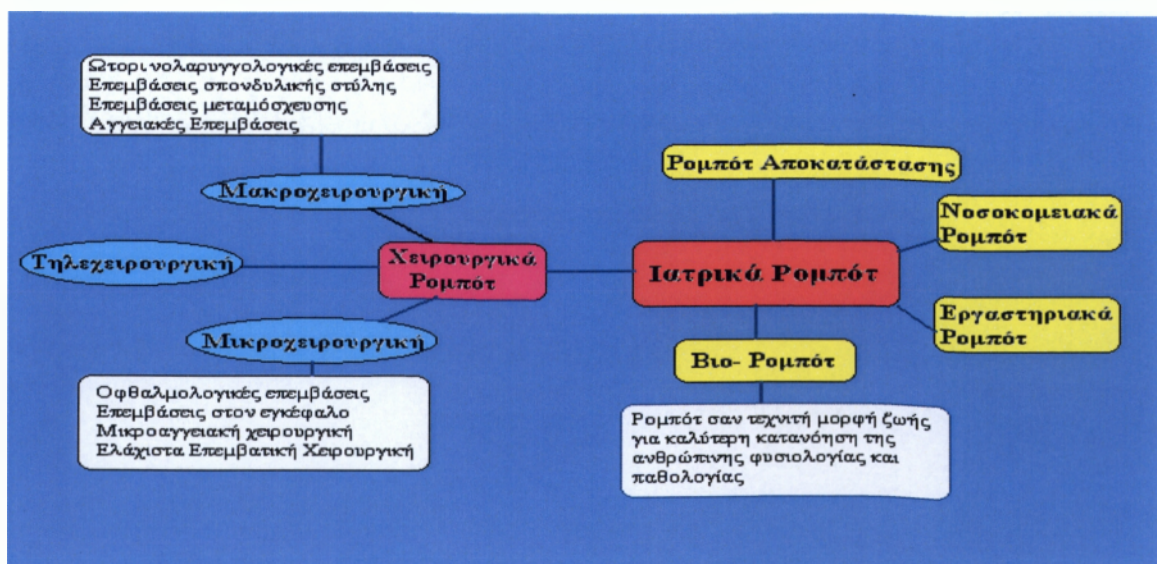 Ωτορι νολαρυγγολογικές επεμβάσεις
Επεμβάσεις σπονδυλικής στύλης
Επεμβάσεις μεταμόσχευσης
Αγγειακές Επεμβάσεις
Μακροχειρουργική
Τηλεχειρουργική
Χειρουργικά
Ρομπότ
Μικροχειρουργική
Οφθαλμολογικές επεμβάσεις
Επεμβάσεις στον εγκέφαλο
Μικροαγγειακή χειρουργική
Ελάχιστα Επεμβατική Χειρουργική
Ρομπότ Αποκατάστασης
Νοσοκομειακά
Ρομπότ
Ιατρικά Ρομπότ
Εργαστηριακά
Ρομπότ
Βιο- Ρομπότ
Ρομπότ σαν τεχνιτή μορφή ζωής
για καλύτερη κατανόηση της
ανθρώπινης φυσιολογίας και
παθολογίας